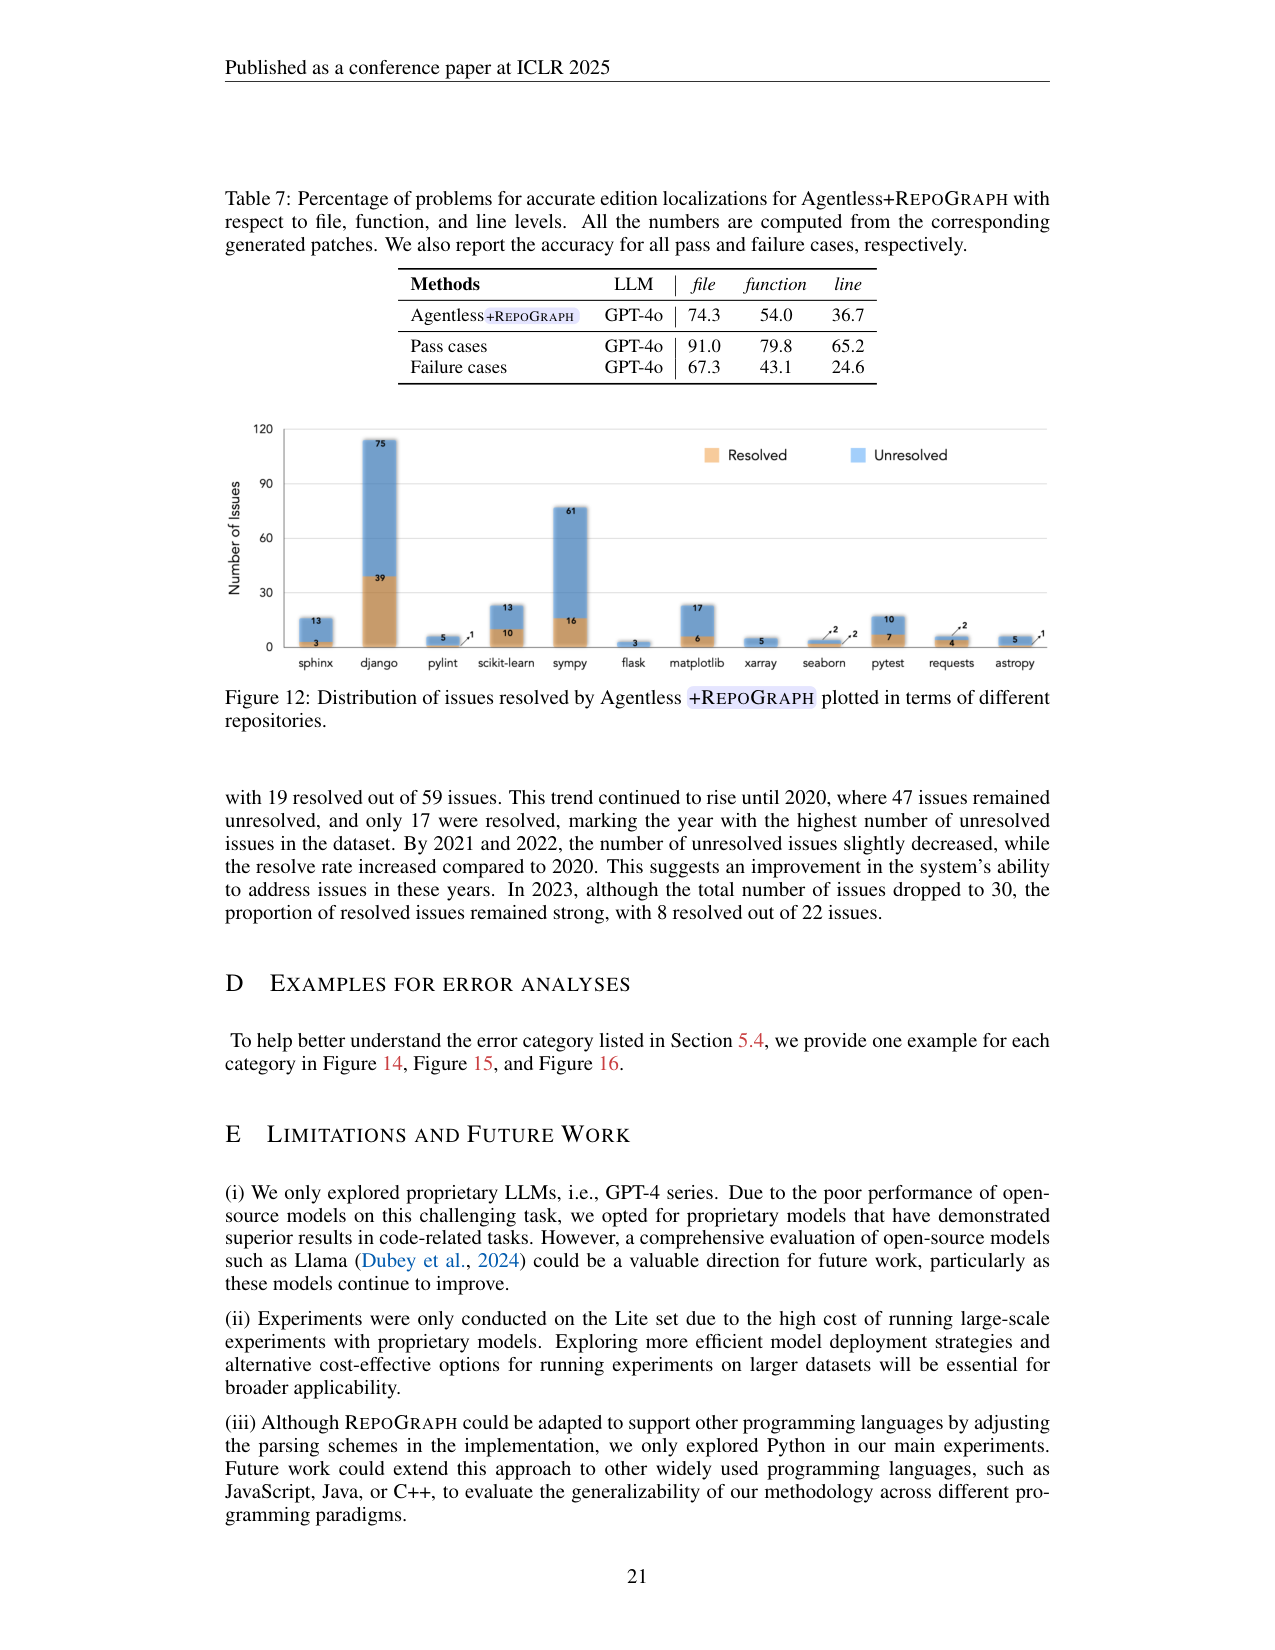 Published as a conference paper at ICLR 2025
Table 7: Percentage of problems for accurate edition localizations for Agentless+REPOGRAPH with
respect to file, function, and line levels. All the numbers are computed from the corresponding
generated patches. We also report the accuracy for all pass and failure cases, respectively.
Methods LLM file function line
Agentless+REPOGRAPH GPT-4o 74.3 54.0 36.7
Pass cases GPT-4o 91.0 79.8 65.2
Failure cases GPT-4o 67.3 43.1 24.6
Number of Issues
120
90
60
30
0
Resolved Unresolved
13 75 5 13 61 3 17 5 2 10 2 5
3 39 1 10 16 6 2 7 4 1
sphinx django pylint scikit-learn sympy flask matplotlib xarray seaborn pytest requests astropy
Figure 12: Distribution of issues resolved by Agentless +REPOGRAPH plotted in terms of different
repositories.
with 19 resolved out of 59 issues. This trend continued to rise until 2020, where 47 issues remained
unresolved, and only 17 were resolved, marking the year with the highest number of unresolved
issues in the dataset. By 2021 and 2022, the number of unresolved issues slightly decreased, while
the resolve rate increased compared to 2020. This suggests an improvement in the system's ability
to address issues in these years. In 2023, although the total number of issues dropped to 30, the
proportion of resolved issues remained strong, with 8 resolved out of 22 issues.
D EXAMPLES FOR ERROR ANALYSES
To help better understand the error category listed in Section 5.4, we provide one example for each
category in Figure 14, Figure 15, and Figure 16.
E LIMITATIONS AND FUTURE WORK
(i) We only explored proprietary LLMs, i.e., GPT-4 series. Due to the poor performance of open-
source models on this challenging task, we opted for proprietary models that have demonstrated
superior results in code-related tasks. However, a comprehensive evaluation of open-source models
such as Llama (Dubey et al., 2024) could be a valuable direction for future work, particularly as
these models continue to improve.
(ii) Experiments were only conducted on the Lite set due to the high cost of running large-scale
experiments with proprietary models. Exploring more efficient model deployment strategies and
alternative cost-effective options for running experiments on larger datasets will be essential for
broader applicability.
(iii) Although REPOGRAPH could be adapted to support other programming languages by adjusting
the parsing schemes in the implementation, we only explored Python in our main experiments.
Future work could extend this approach to other widely used programming languages, such as
JavaScript, Java, or C++, to evaluate the generalizability of our methodology across different pro-
gramming paradigms.
21